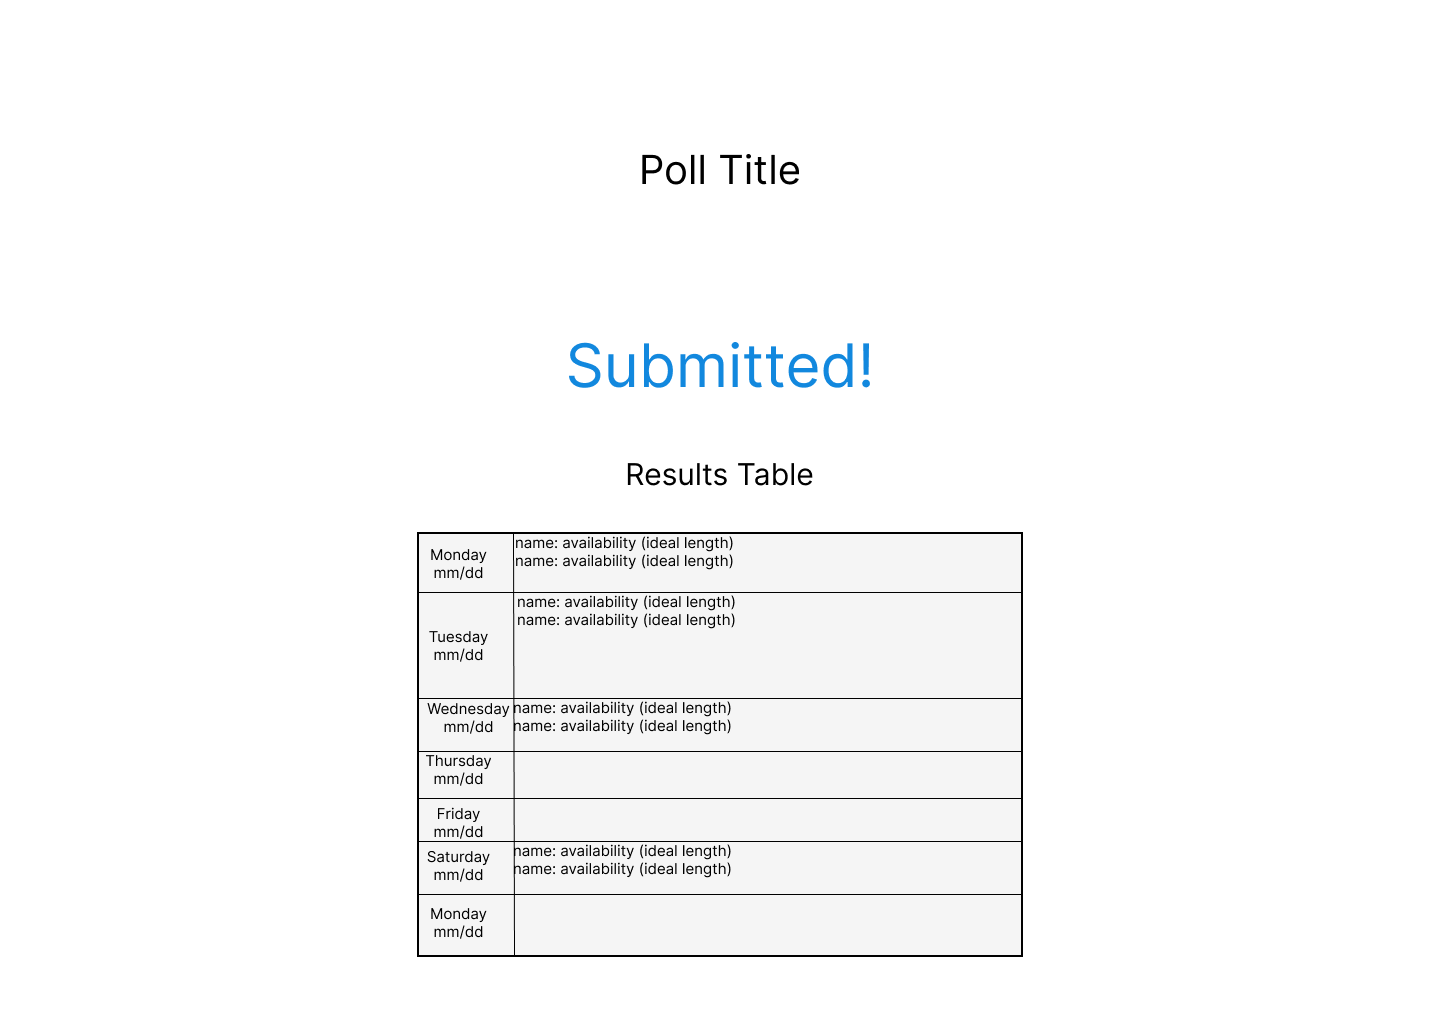 Poll Title
Submitted!
Results Table
Monday
mm/dd
name: availability (ideal length)
name: availability (ideal length)
Tuesday
mm/dd
name: availability (ideal length)
name: availability (ideal length)
Wednesday
mm/dd
name: availability (ideal length)
name: availability (ideal length)
Thursday
mm/dd
Friday
mm/dd
Saturday
mm/dd
name: availability (ideal length)
name: availability (ideal length)
Monday
mm/dd